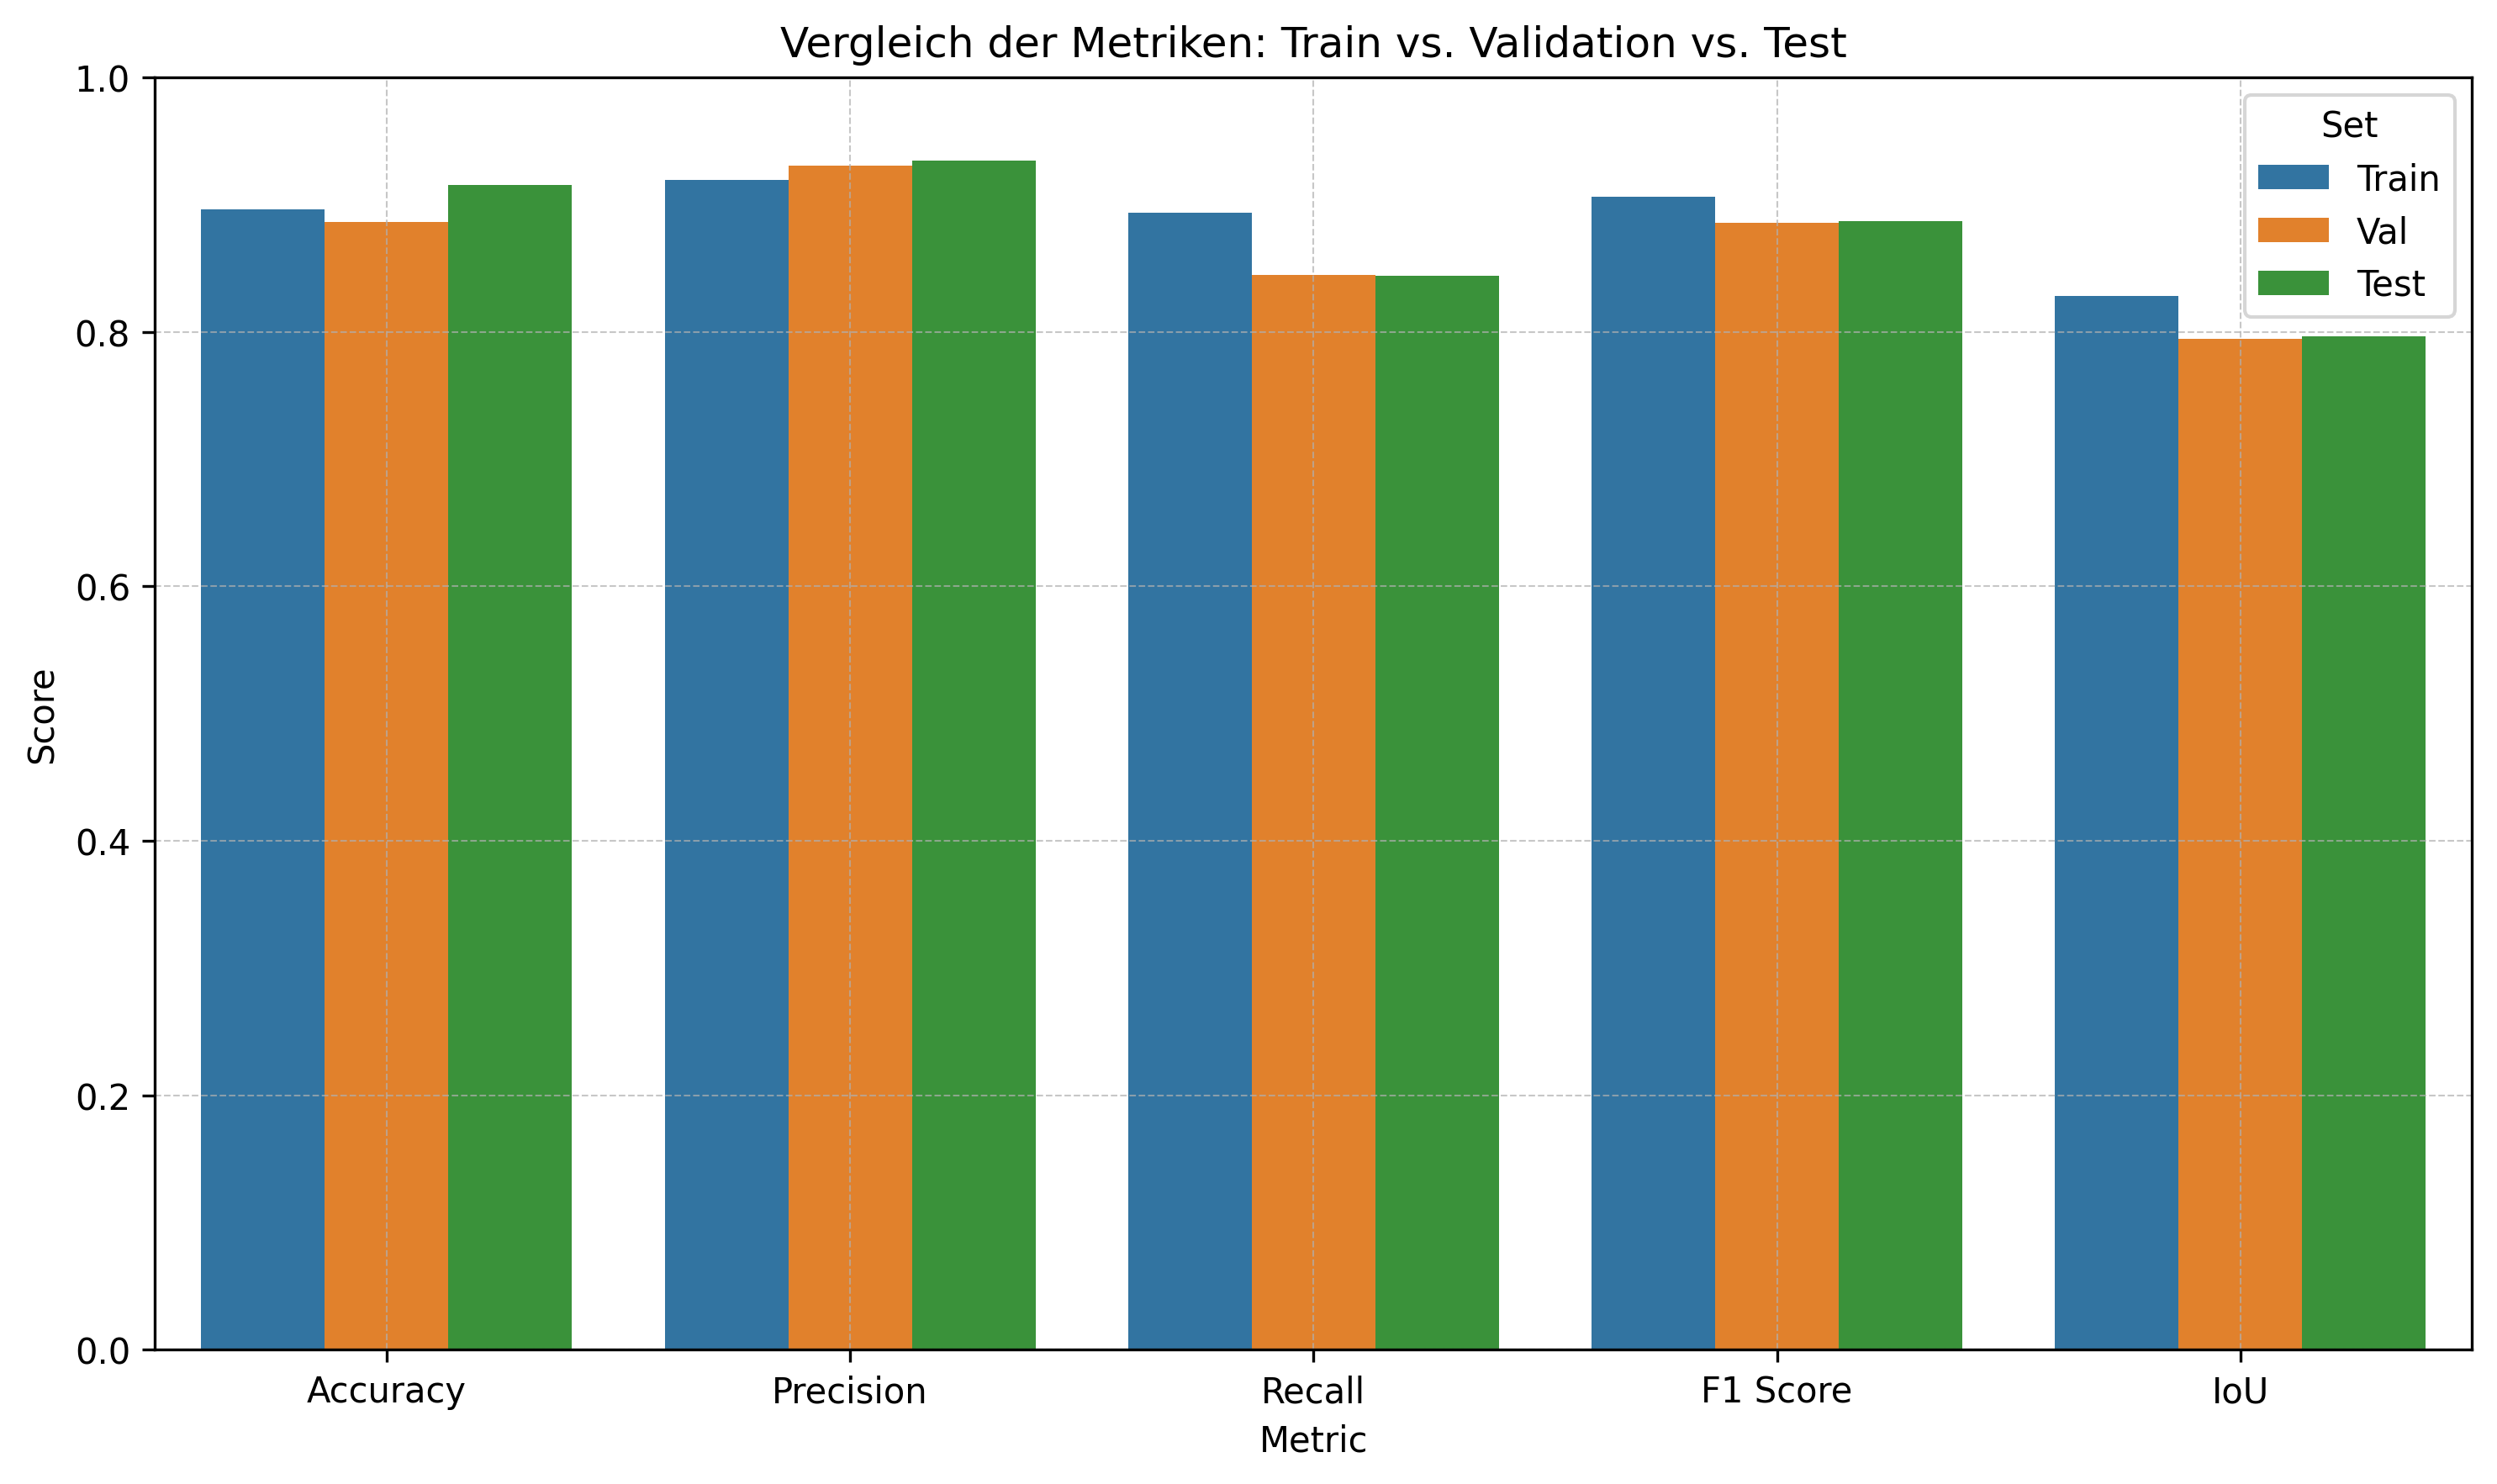 Vergleich der Metriken: Train vs. Validation vs. Test
1.0
0.8
0.6
0.4
0.2
0.0
Score
Set
Train
Val
Test
Accuracy
Precision
Recall
F1 Score
IoU
Metric